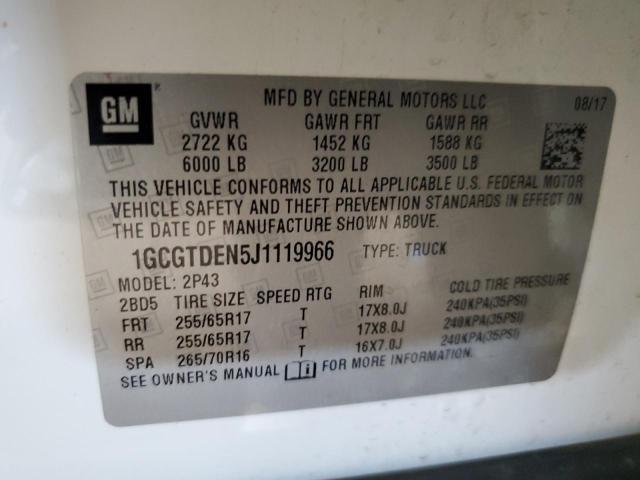 GM
MFD BY GENERAL MOTORS LLC 08/17
GVWR GAWR FRT GAWR RR
2722 KG 1452 KG 1588 KG
6000 LB 3200 LB 3500 LB
THIS VEHICLE CONFORMS TO ALL APPLICABLE U.S. FEDERAL MOTOR
VEHICLE SAFETY AND THEFT PREVENTION STANDARDS IN EFFECT ON
THE DATE OF MANUFACTURE SHOWN ABOVE.
1GCGTDEN5J1119966 TYPE: TRUCK
MODEL: 2P43
2BD5 TIRE SIZE SPEED RTG RIM COLD TIRE PRESSURE
FRT 255/65R17 T 17X8.0J 240KPA(35PSI)
RR 255/65R17 T 17X8.0J 240KPA(35PSI)
SPA 265/70R16 T 16X7.0J 240KPA(35PSI)
SEE OWNER'S MANUAL i FOR MORE INFORMATION.